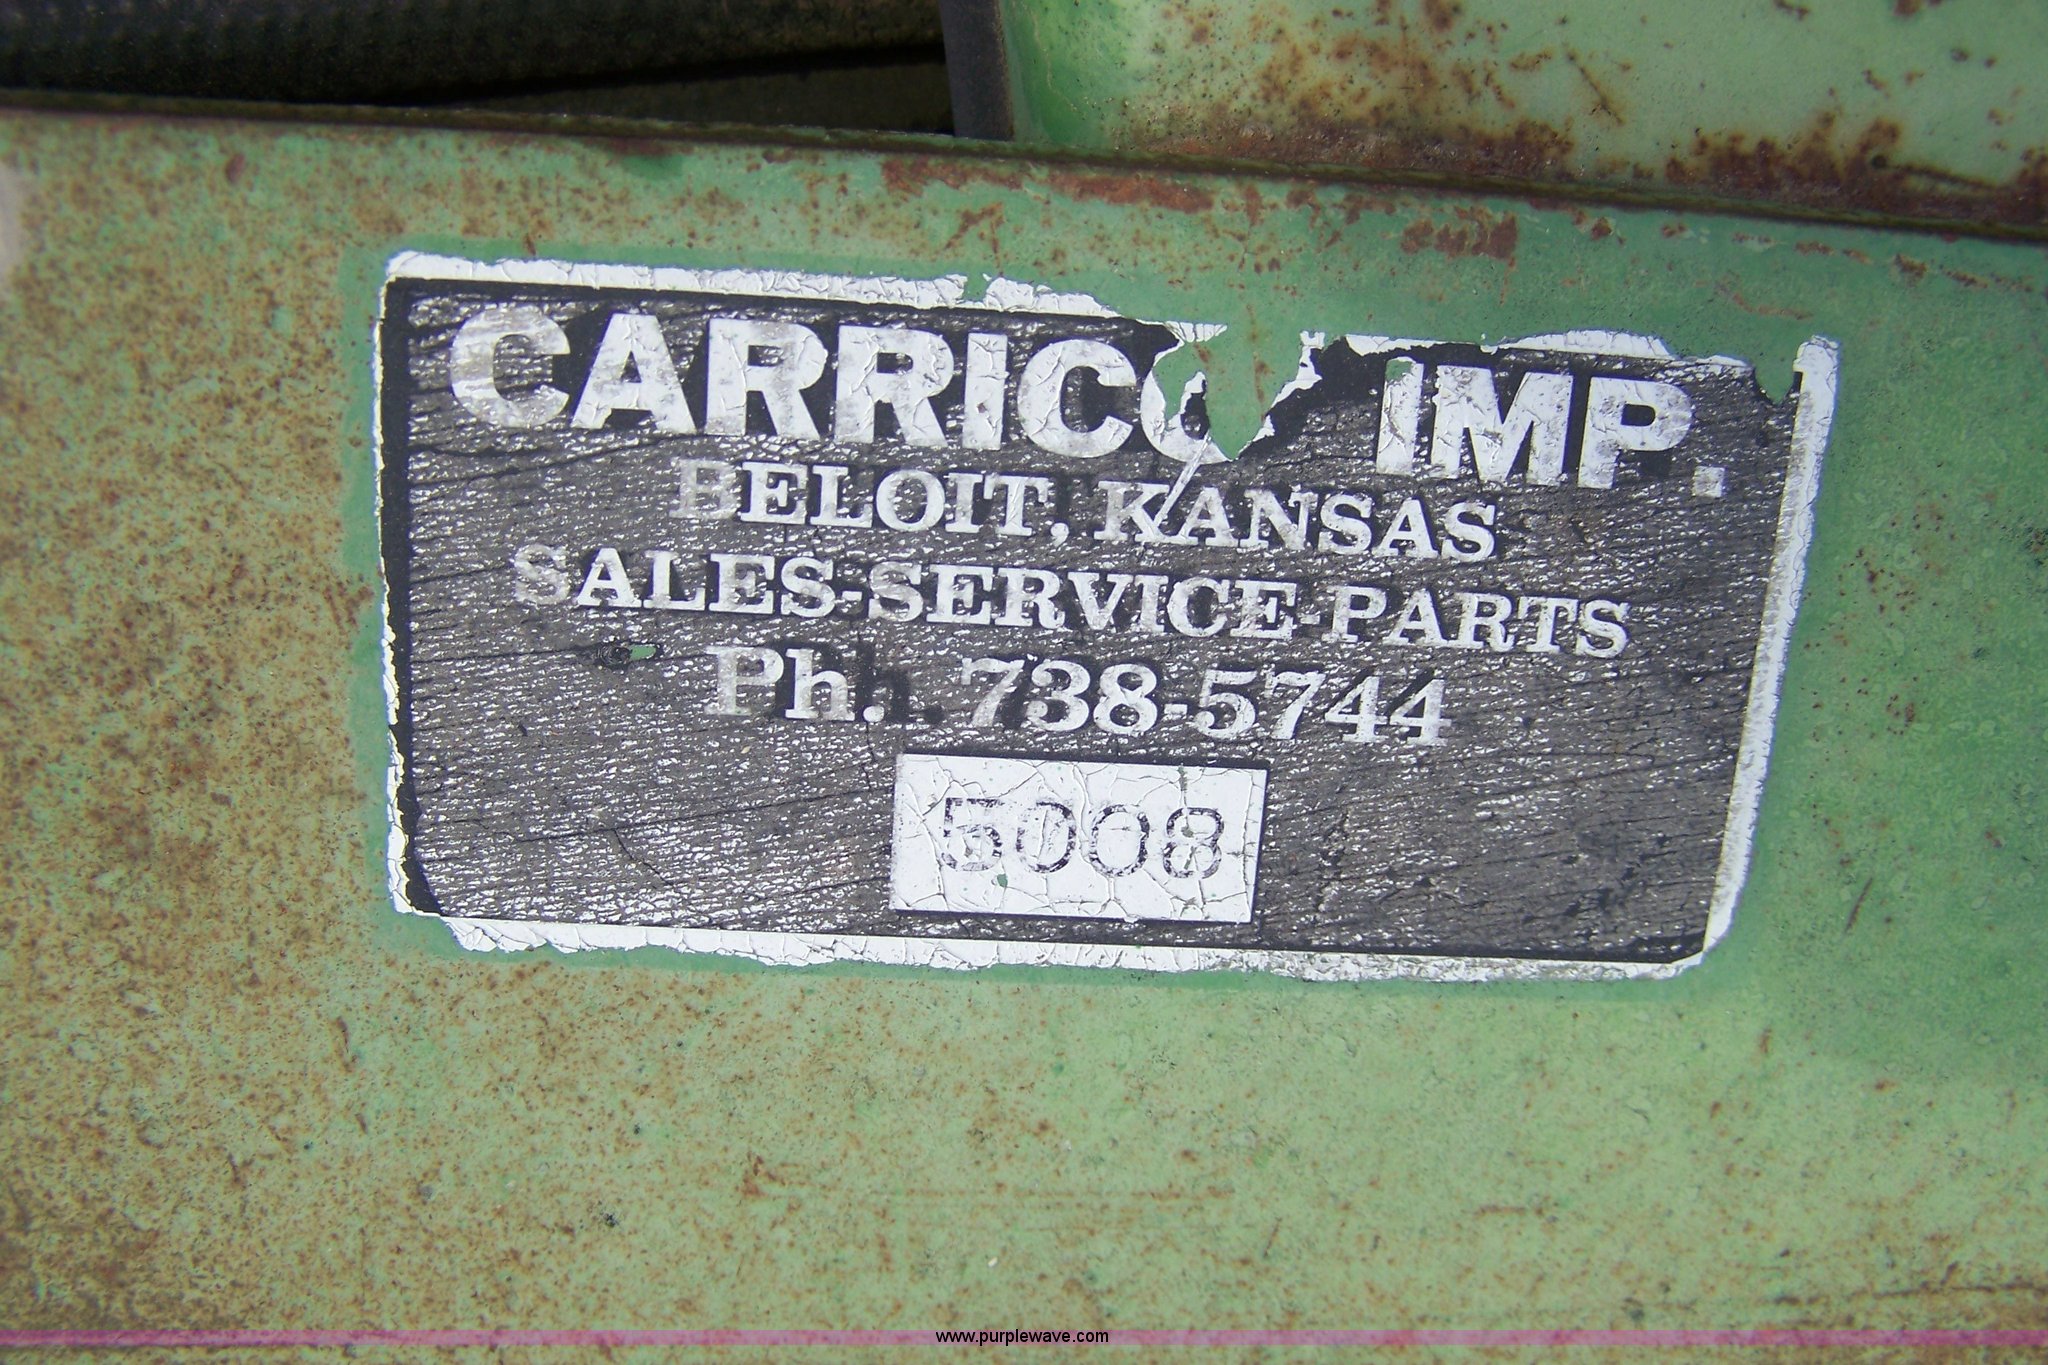 CARRICO IMP.
BELOIT, KANSAS
SALES-SERVICE-PARTS
Ph. 738-5744
5008
www.purplewave.com